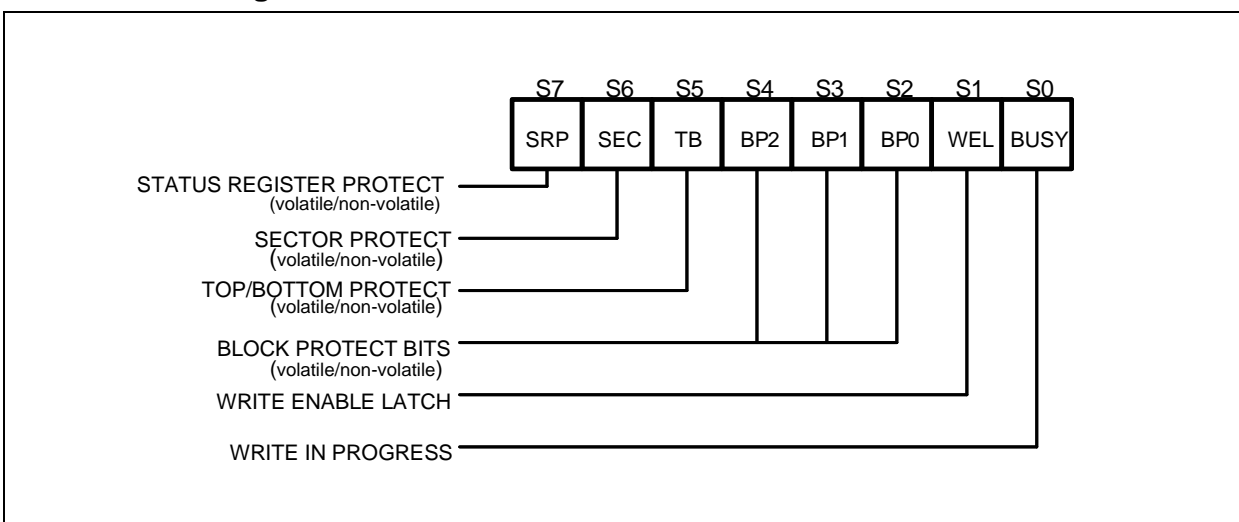 S7 S6 S5 S4 S3 S2 S1 S0
SRP SEC TB BP2 BP1 BP0 WEL BUSY
STATUS REGISTER PROTECT
(volatile/non-volatile)
SECTOR PROTECT
(volatile/non-volatile)
TOP/BOTTOM PROTECT
(volatile/non-volatile)
BLOCK PROTECT BITS
(volatile/non-volatile)
WRITE ENABLE LATCH
WRITE IN PROGRESS